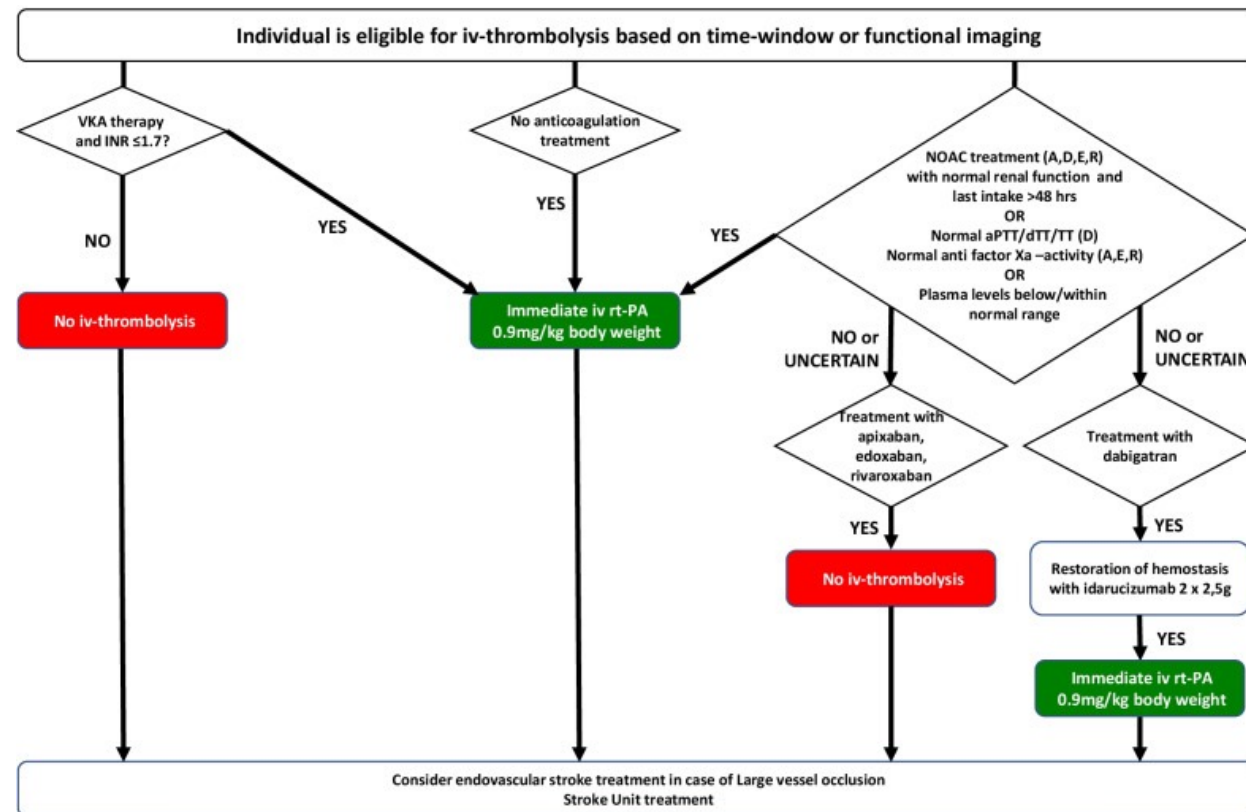 Individual is eligible for iv-thrombolysis based on time-window or functional imaging
VKA therapy
and INR ≤1.7?
No anticoagulation
treatment
NOAC treatment (A,D,E,R)
with normal renal function and
last intake >48 hrs
OR
Normal aPTT/dTT/TT (D)
Normal anti factor Xa –activity (A,E,R)
OR
Plasma levels below/within
normal range
NO
YES
YES
YES
No iv-thrombolysis
Immediate iv rt-PA
0.9mg/kg body weight
NO or
UNCERTAIN
NO or
UNCERTAIN
Treatment with
apixaban,
edoxaban,
rivaroxaban
Treatment with
dabigatran
YES
YES
No iv-thrombolysis
Restoration of hemostasis
with idarucizumab 2 x 2,5g
YES
Immediate iv rt-PA
0.9mg/kg body weight
Consider endovascular stroke treatment in case of Large vessel occlusion
Stroke Unit treatment